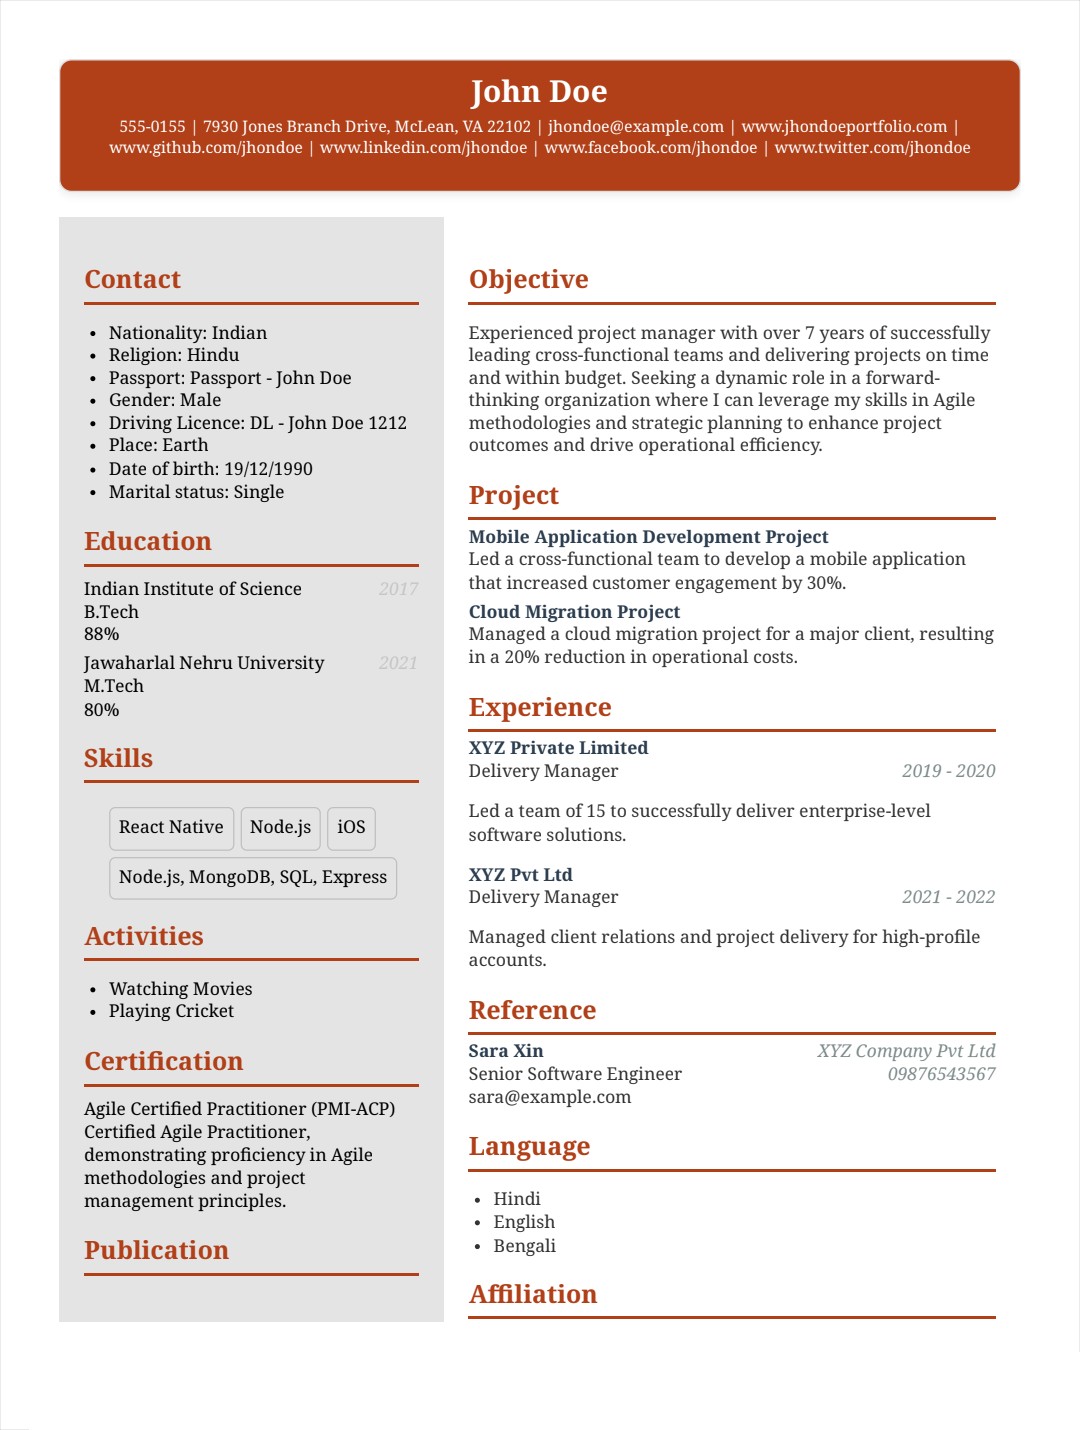 John Doe
555-0155 | 7930 Jones Branch Drive, McLean, VA 22102 | jhondoe@example.com | www.jhondoeportfolio.com |
www.github.com/jhondoe | www.linkedin.com/jhondoe | www.facebook.com/jhondoe | www.twitter.com/jhondoe
Contact
• Nationality: Indian
• Religion: Hindu
• Passport: Passport - John Doe
• Gender: Male
• Driving Licence: DL - John Doe 1212
• Place: Earth
• Date of birth: 19/12/1990
• Marital status: Single
Education
Indian Institute of Science 2017
B.Tech
88%
Jawaharlal Nehru University 2021
M.Tech
80%
Skills
React Native Node.js iOS
Node.js, MongoDB, SQL, Express
Activities
• Watching Movies
• Playing Cricket
Certification
Agile Certified Practitioner (PMI-ACP)
Certified Agile Practitioner,
demonstrating proficiency in Agile
methodologies and project
management principles.
Publication
Objective
Experienced project manager with over 7 years of successfully
leading cross-functional teams and delivering projects on time
and within budget. Seeking a dynamic role in a forward-
thinking organization where I can leverage my skills in Agile
methodologies and strategic planning to enhance project
outcomes and drive operational efficiency.
Project
Mobile Application Development Project
Led a cross-functional team to develop a mobile application
that increased customer engagement by 30%.
Cloud Migration Project
Managed a cloud migration project for a major client, resulting
in a 20% reduction in operational costs.
Experience
XYZ Private Limited
Delivery Manager 2019 - 2020
Led a team of 15 to successfully deliver enterprise-level
software solutions.
XYZ Pvt Ltd
Delivery Manager 2021 - 2022
Managed client relations and project delivery for high-profile
accounts.
Reference
Sara Xin XYZ Company Pvt Ltd
Senior Software Engineer 09876543567
sara@example.com
Language
• Hindi
• English
• Bengali
Affiliation